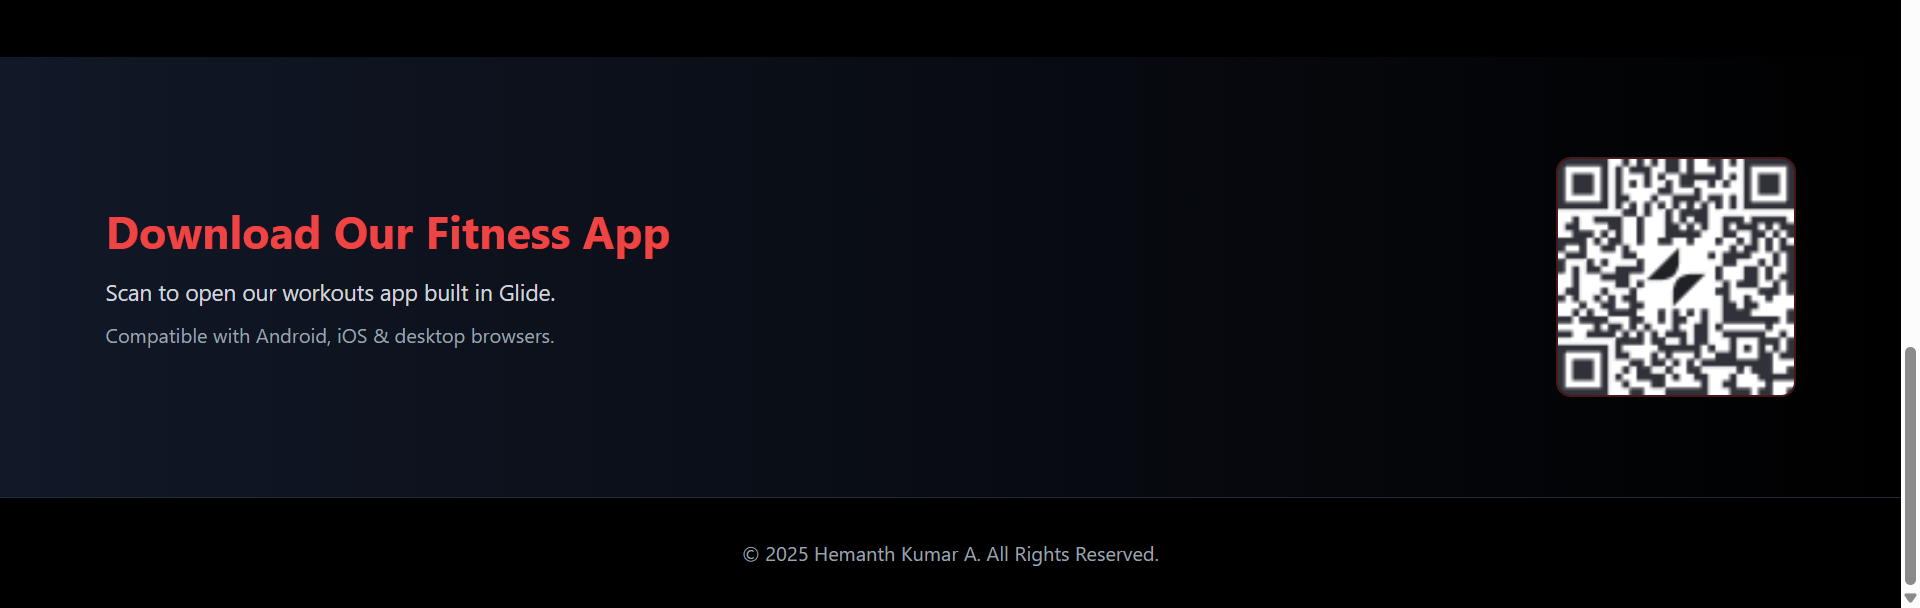 Download Our Fitness App
Scan to open our workouts app built in Glide.
Compatible with Android, iOS & desktop browsers.
© 2025 Hemanth Kumar A. All Rights Reserved.